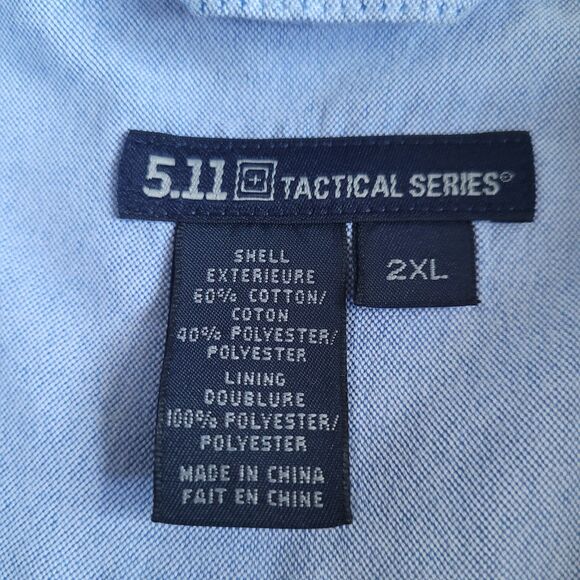 5.11 TACTICAL SERIES®
2XL
SHELL
EXTERIEURE
60% COTTON/
COTON
40% POLYESTER/
POLYESTER
LINING
DOUBLURE
100% POLYESTER/
POLYESTER
MADE IN CHINA
FAIT EN CHINE